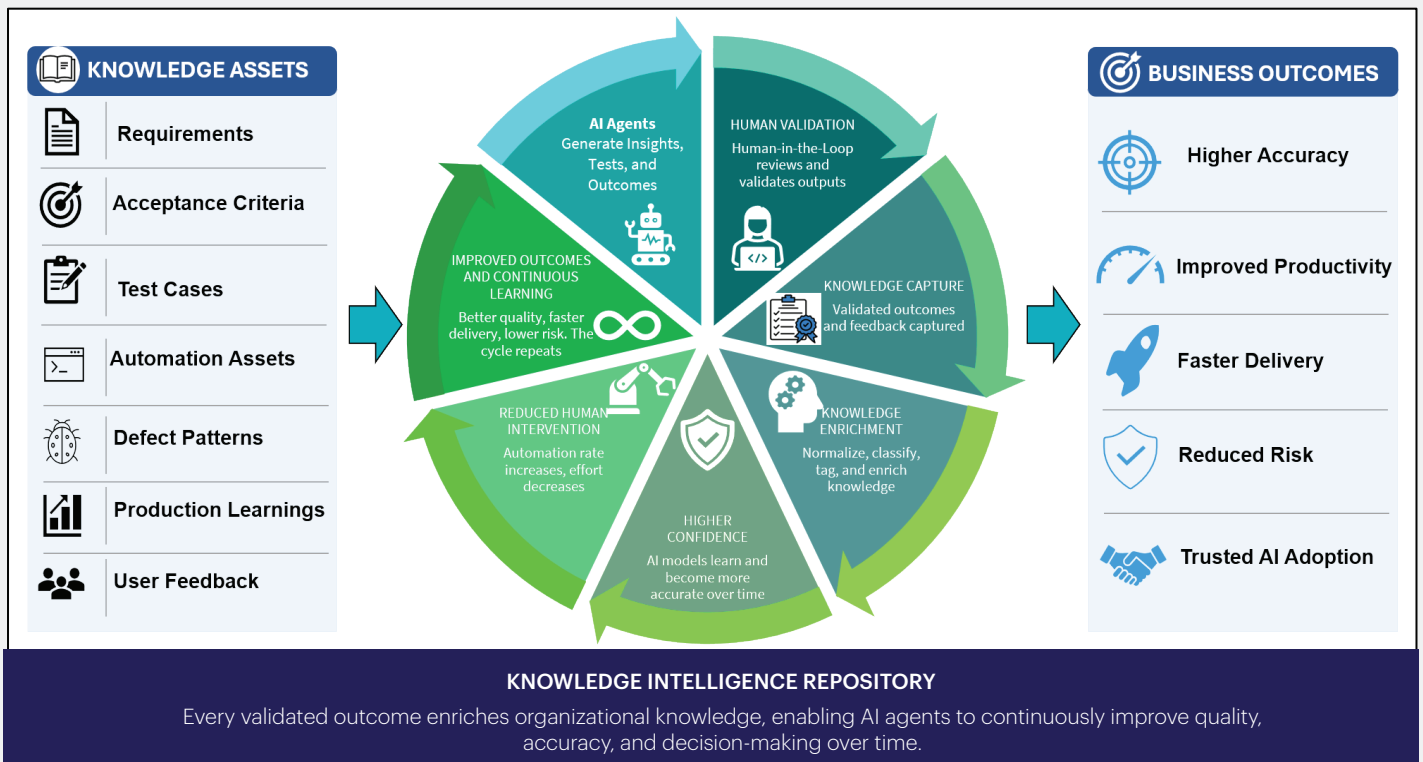 KNOWLEDGE ASSETS
Requirements
Acceptance Criteria
Test Cases
Automation Assets
Defect Patterns
Production Learnings
User Feedback
AI Agents
Generate Insights,
Tests, and
Outcomes
HUMAN VALIDATION
Human-in-the-Loop
reviews and
validates outputs
KNOWLEDGE CAPTURE
Validated outcomes
and feedback captured
KNOWLEDGE
ENRICHMENT
Normalize, classify,
tag, and enrich
knowledge
HIGHER
CONFIDENCE
AI models learn and
become more
accurate over time
REDUCED HUMAN
INTERVENTION
Automation rate
increases, effort
decreases
IMPROVED OUTCOMES
AND CONTINUOUS
LEARNING
Better quality, faster
delivery, lower risk. The
cycle repeats
BUSINESS OUTCOMES
Higher Accuracy
Improved Productivity
Faster Delivery
Reduced Risk
Trusted AI Adoption
KNOWLEDGE INTELLIGENCE REPOSITORY
Every validated outcome enriches organizational knowledge, enabling AI agents to continuously improve quality,
accuracy, and decision-making over time.